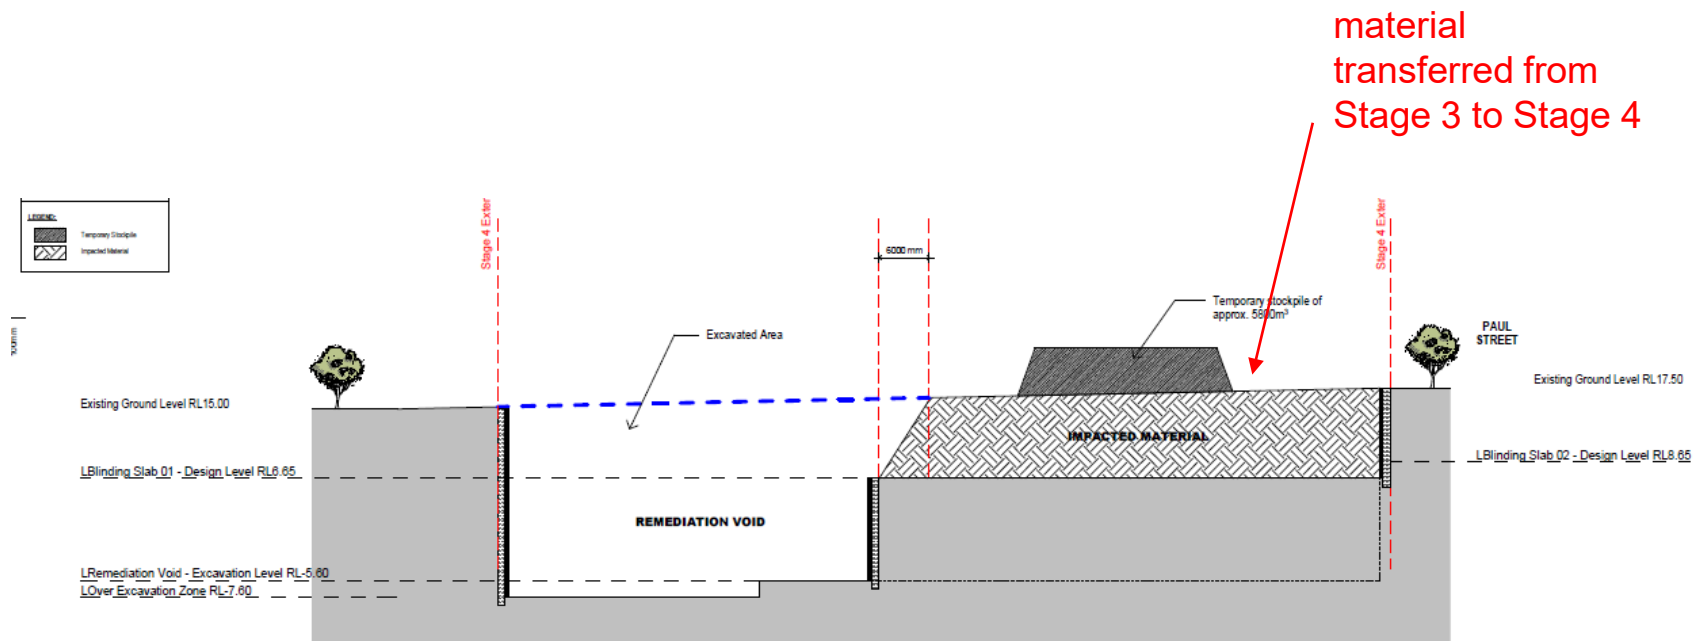 material
transferred from
Stage 3 to Stage 4
LEGEND:
Temporary Stockpile
Impacted Material
Stage 4 Exter
6000 mm
Stage 4 Exter
Temporary stockpile of
approx. 5800m³
Excavated Area
PAUL
STREET
Existing Ground Level RL17.50
Existing Ground Level RL15.00
IMPACTED MATERIAL
LBlinding Slab 02 - Design Level RL8.65
LBlinding Slab 01 - Design Level RL6.65
REMEDIATION VOID
LRemediation Void - Excavation Level RL-5.60
LOver Excavation Zone RL-7.60